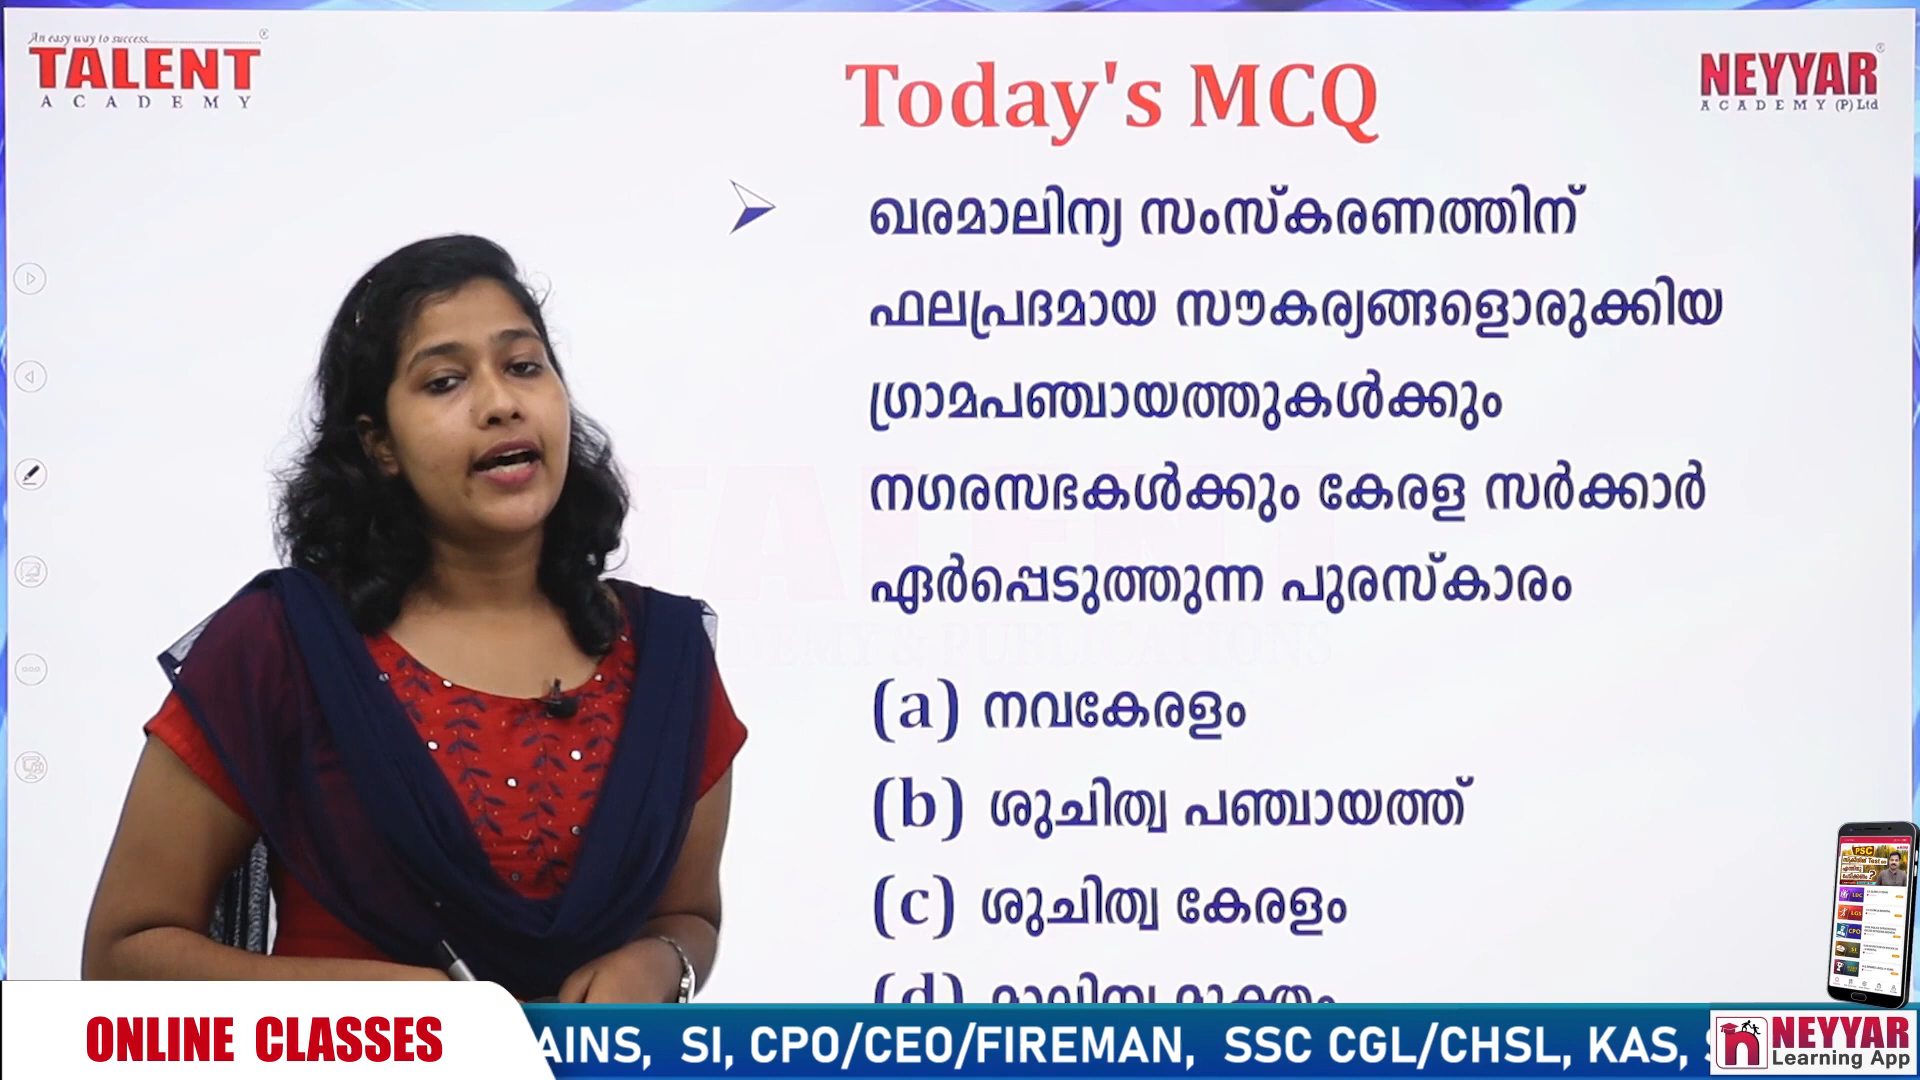 An easy way to success
TALENT
ACADEMY
Today's MCQ
NEYYAR
ACADEMY (P) Ltd
ഖരമാലിന്യ സംസ്കരണത്തിന്
ഫലപ്രദമായ സൗകര്യങ്ങളൊരുക്കിയ
ഗ്രാമപഞ്ചായത്തുകൾക്കും
നഗരസഭകൾക്കും കേരള സർക്കാർ
ഏർപ്പെടുത്തുന്ന പുരസ്കാരം
(a) നവകേരളം
(b) ശുചിത്വ പഞ്ചായത്ത്
(c) ശുചിത്വ കേരളം
(d)
ONLINE CLASSES
AINS, SI, CPO/CEO/FIREMAN, SSC CGL/CHSL, KAS,
NEYYAR
Learning App